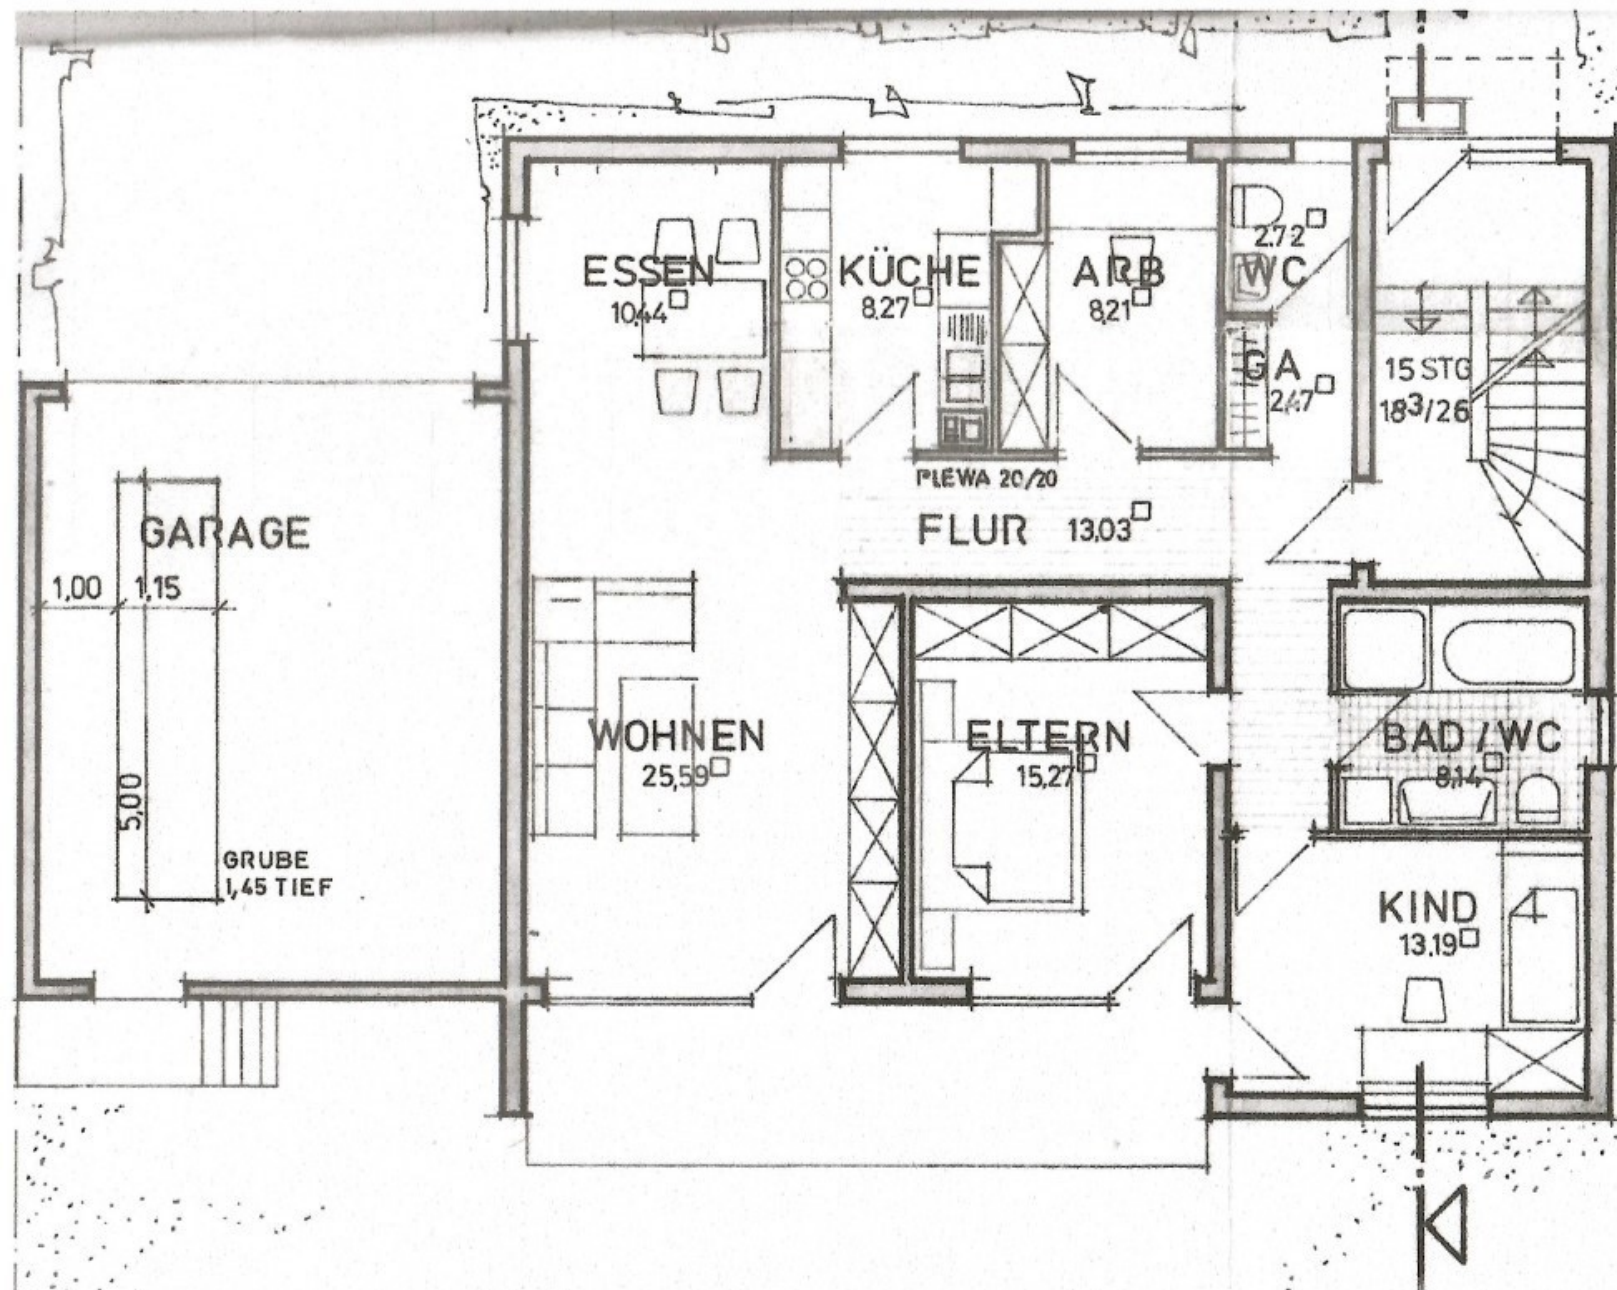 ESSEN
10,44
KÜCHE
8,27
ARB
8,21
2.72
WC
GA
2,47
15 STG
18³/26
PLEWA 20/20
FLUR 13,03
GARAGE
1,00 1,15
5,00
GRUBE
1,45 TIEF
WOHNEN
25,59
ELTERN
15,27
BAD / WC
8,14
KIND
13,19